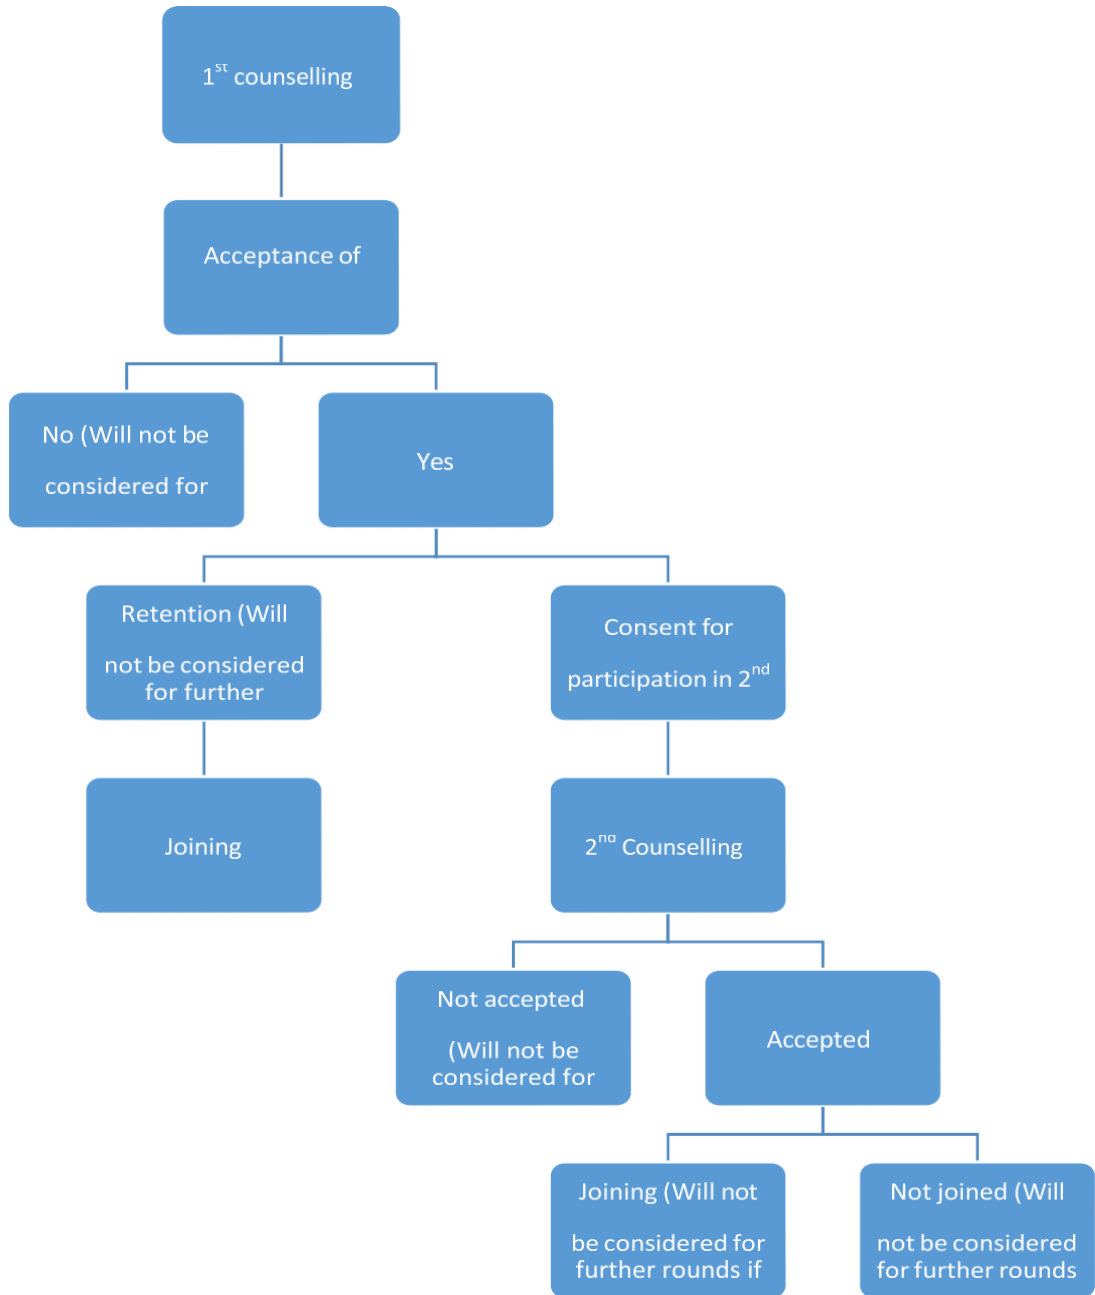 1st counselling
Acceptance of
No (Will not be
considered for
Yes
Retention (Will
not be considered
for further
Consent for
participation in 2nd
Joining
2nd Counselling
Not accepted
(Will not be
considered for
Accepted
Joining (Will not
be considered for
further rounds if
Not joined (Will
not be considered
for further rounds